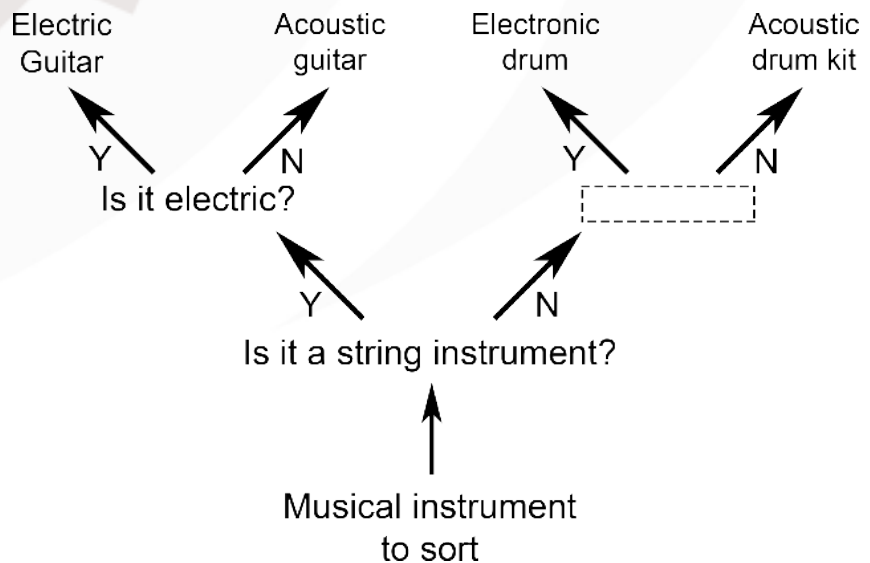 Electric
Guitar
Acoustic
guitar
Electronic
drum
Acoustic
drum kit
Y
N
Y
N
Is it electric?
Y
N
Is it a string instrument?
Musical instrument
to sort